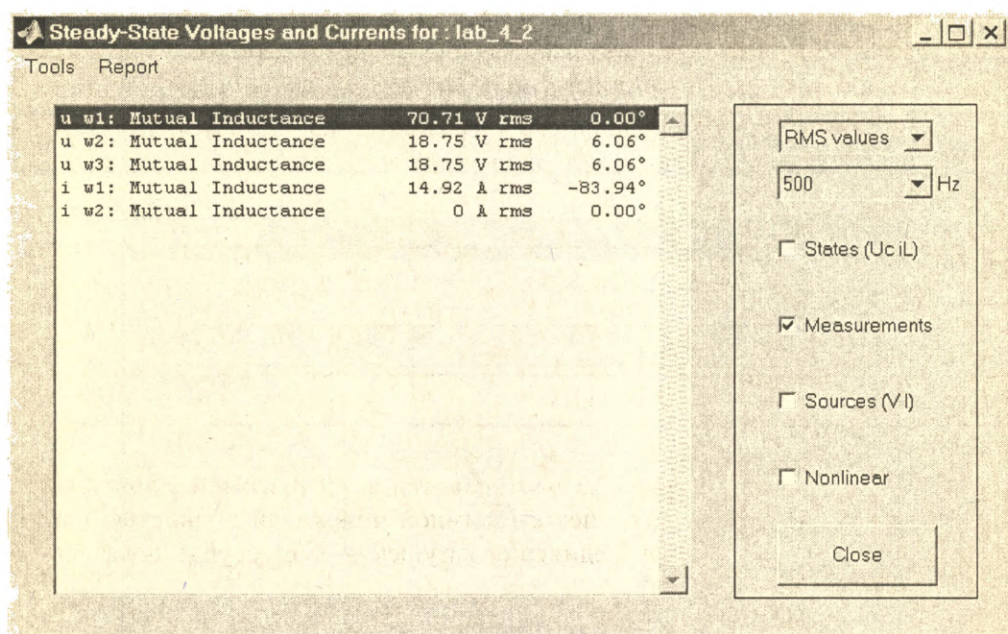 Steady-State Voltages and Currents for : lab_4_2
Tools Report
u w1: Mutual Inductance 70.71 V rms 0.00°
u w2: Mutual Inductance 18.75 V rms 6.06°
u w3: Mutual Inductance 18.75 V rms 6.06°
i w1: Mutual Inductance 14.92 A rms -83.94°
i w2: Mutual Inductance 0 A rms 0.00°
RMS values
500 Hz
States (Uc iL)
Measurements
Sources (V I)
Nonlinear
Close